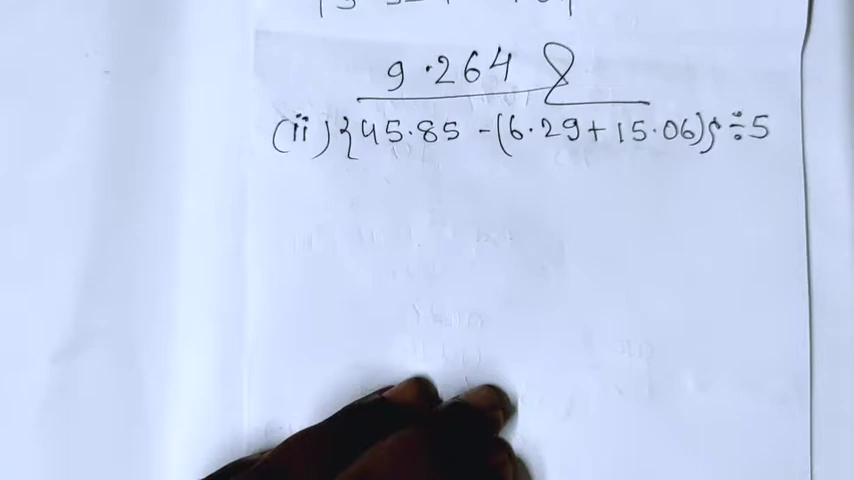 9.264
(ii) {45.85 - (6.29 + 15.06)} ÷ 5